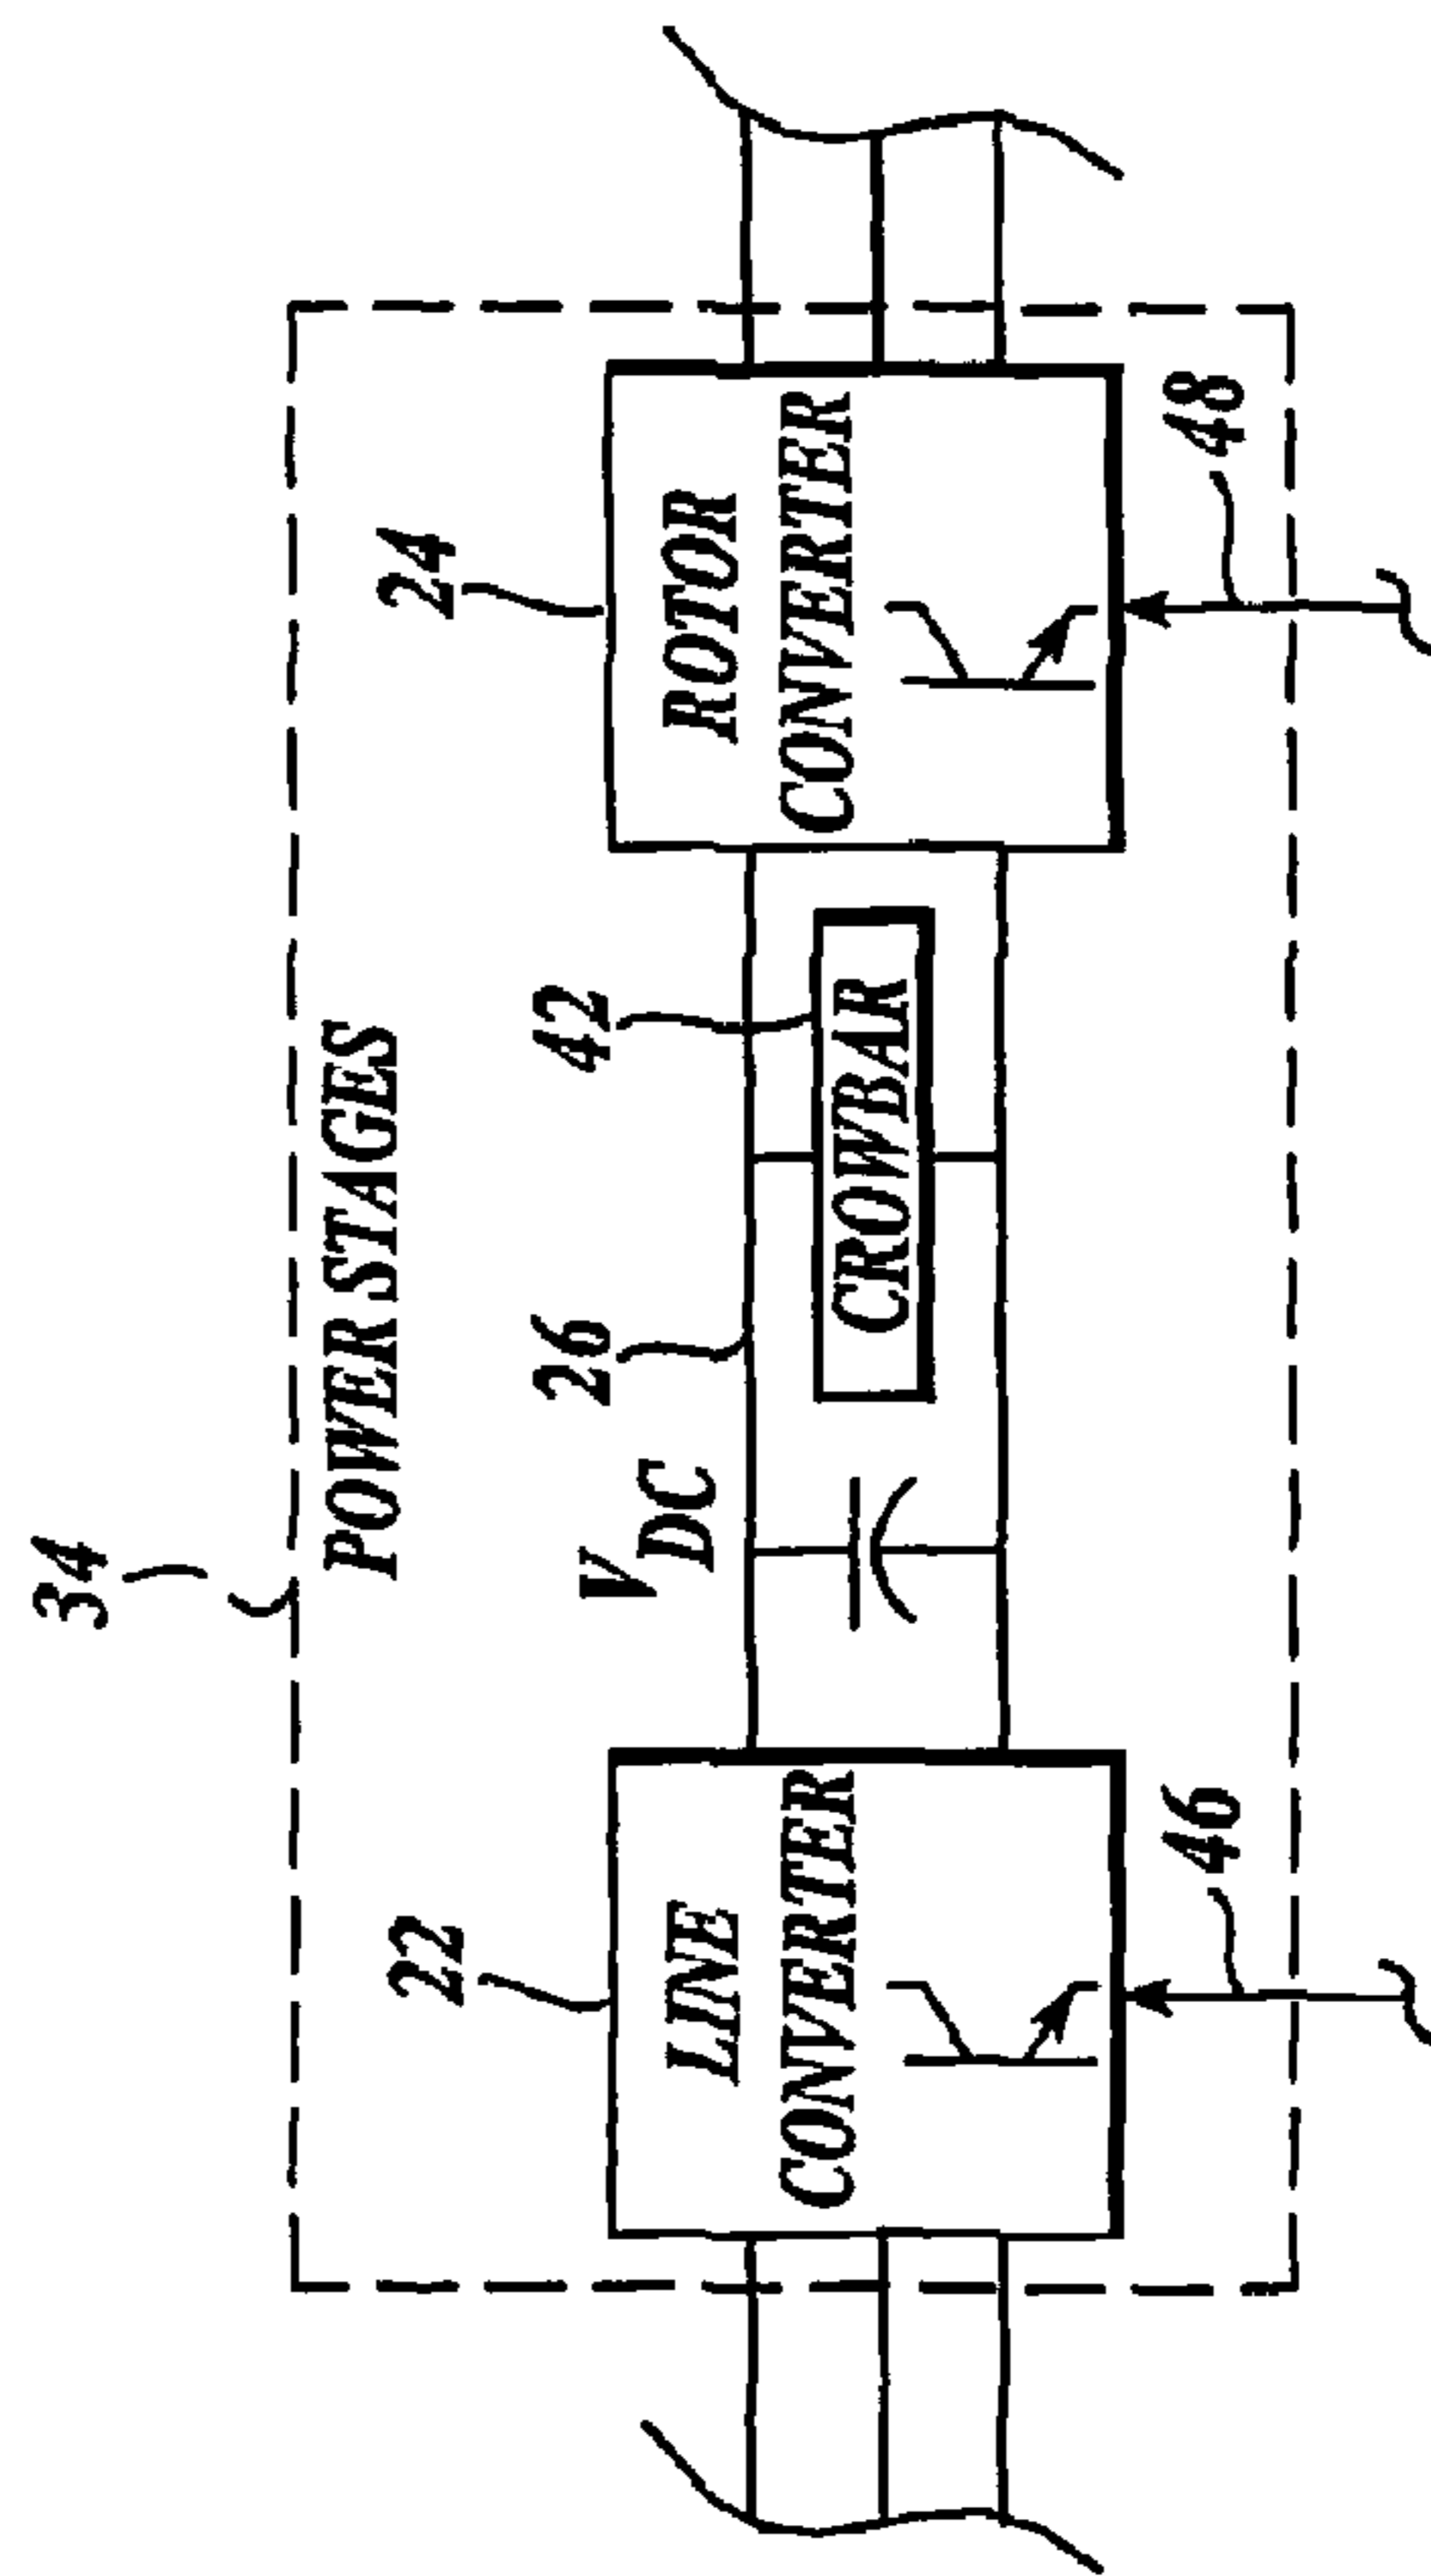 34
POWER STAGES
22
LINE
CONVERTER
46
V
DC
26
42
CROWBAR
24
ROTOR
CONVERTER
48